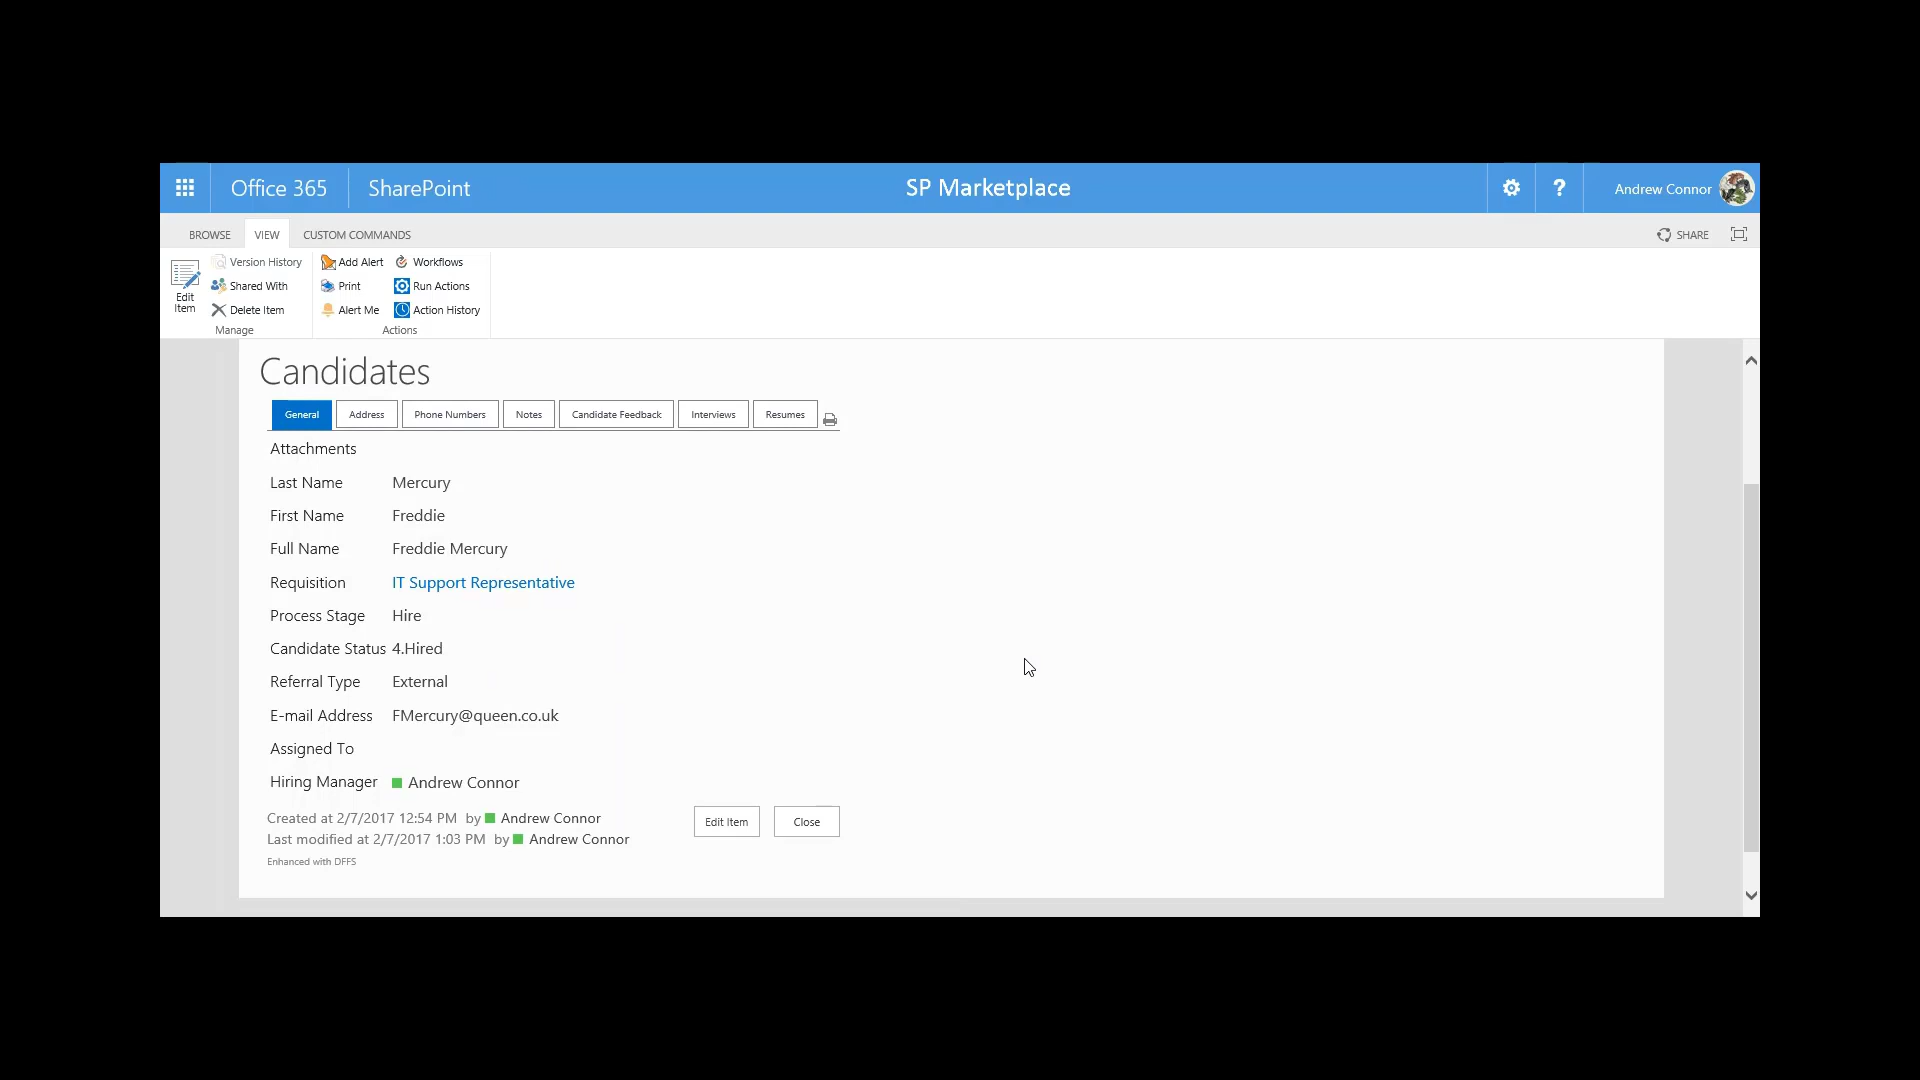 Office 365 SharePoint SP Marketplace ? Andrew Connor
BROWSE VIEW CUSTOM COMMANDS SHARE
Edit Item
Version History
Shared With
Delete Item
Manage
Add Alert Workflows
Print Run Actions
Alert Me Action History
Actions
Candidates
General Address Phone Numbers Notes Candidate Feedback Interviews Resumes
Attachments
Last Name Mercury
First Name Freddie
Full Name Freddie Mercury
Requisition IT Support Representative
Process Stage Hire
Candidate Status 4.Hired
Referral Type External
E-mail Address FMercury@queen.co.uk
Assigned To
Hiring Manager Andrew Connor
Created at 2/7/2017 12:54 PM by Andrew Connor
Last modified at 2/7/2017 1:03 PM by Andrew Connor
Edit Item Close
Enhanced with DFFS